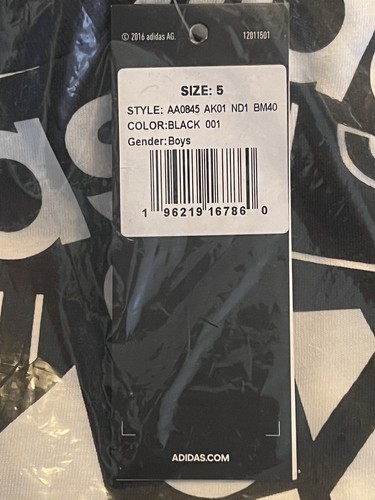 © 2016 adidas AG. 12011501
SIZE: 5
STYLE: AA0845 AK01 ND1 BM40
COLOR:BLACK 001
Gender:Boys
1 96219 16786 0
ADIDAS.COM